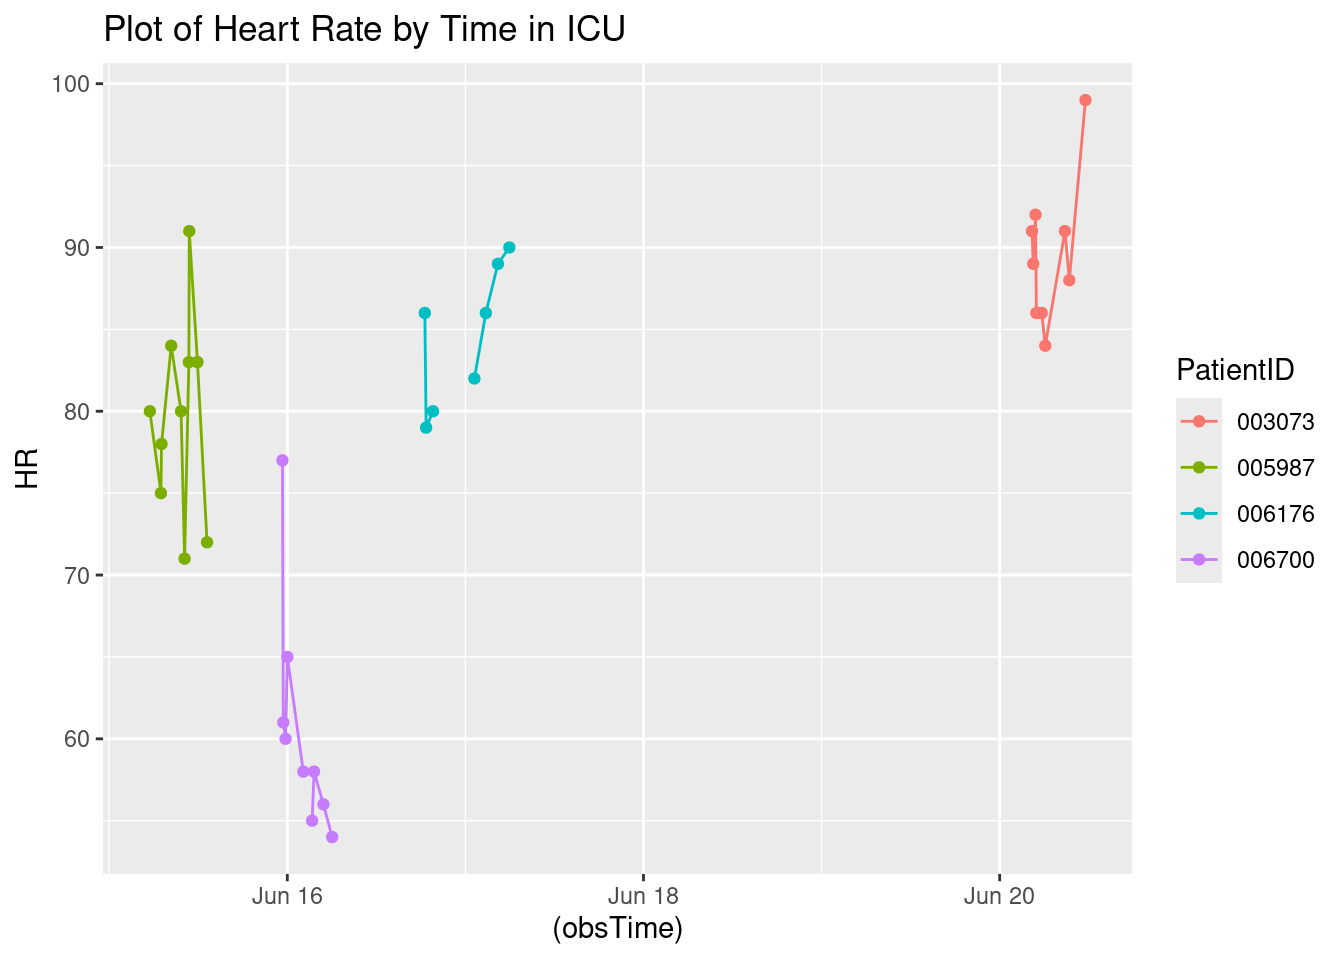 Plot of Heart Rate by Time in ICU
100
90
80
70
60
HR
Jun 16
Jun 18
Jun 20
(obsTime)
PatientID
003073
005987
006176
006700